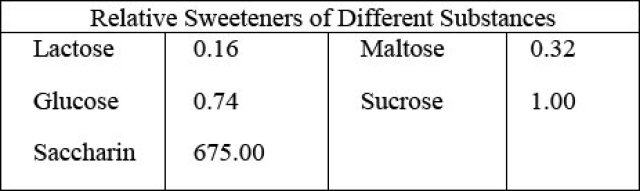 Relative Sweeteners of Different Substances
Lactose 0.16 Maltose 0.32
Glucose 0.74 Sucrose 1.00
Saccharin 675.00